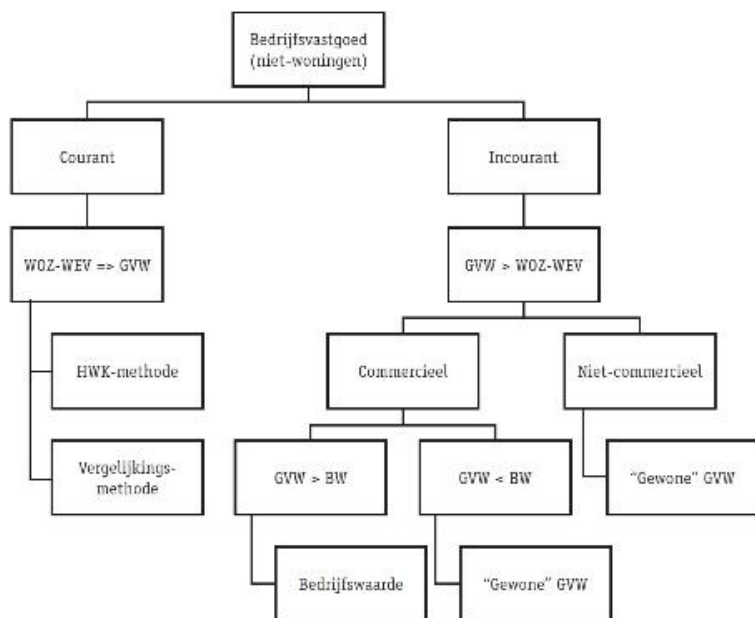 Bedrijfsvastgoed
(niet-woningen)
Courant
Incourant
WOZ-WEV => GVW
GVW > WOZ-WEV
HWK-methode
Commercieel
Niet-commercieel
Vergelijkings-
methode
GVW > BW
GVW < BW
“Gewone” GVW
Bedrijfswaarde
“Gewone” GVW